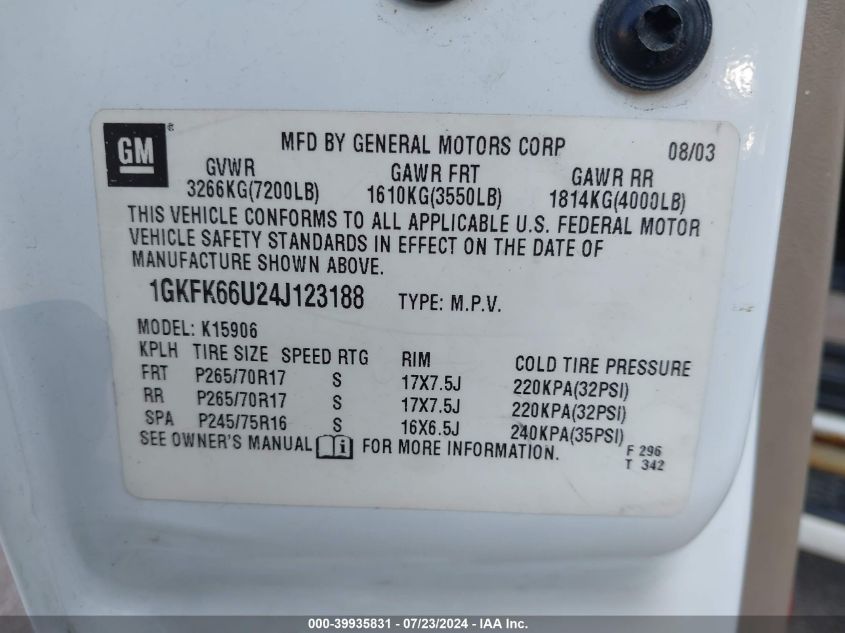 GM ® MFD BY GENERAL MOTORS CORP 08/03
GVWR GAWR FRT GAWR RR
3266KG(7200LB) 1610KG(3550LB) 1814KG(4000LB)
THIS VEHICLE CONFORMS TO ALL APPLICABLE U.S. FEDERAL MOTOR
VEHICLE SAFETY STANDARDS IN EFFECT ON THE DATE OF
MANUFACTURE SHOWN ABOVE.
1GKFK66U24J123188 TYPE: M.P.V.
MODEL: K15906
KPLH TIRE SIZE SPEED RTG RIM COLD TIRE PRESSURE
FRT P265/70R17 S 17X7.5J 220KPA(32PSI)
RR P265/70R17 S 17X7.5J 220KPA(32PSI)
SPA P245/75R16 S 16X6.5J 240KPA(35PSI)
SEE OWNER'S MANUAL i FOR MORE INFORMATION.
F 296
T 342
000-39935831 - 07/23/2024 - IAA Inc.